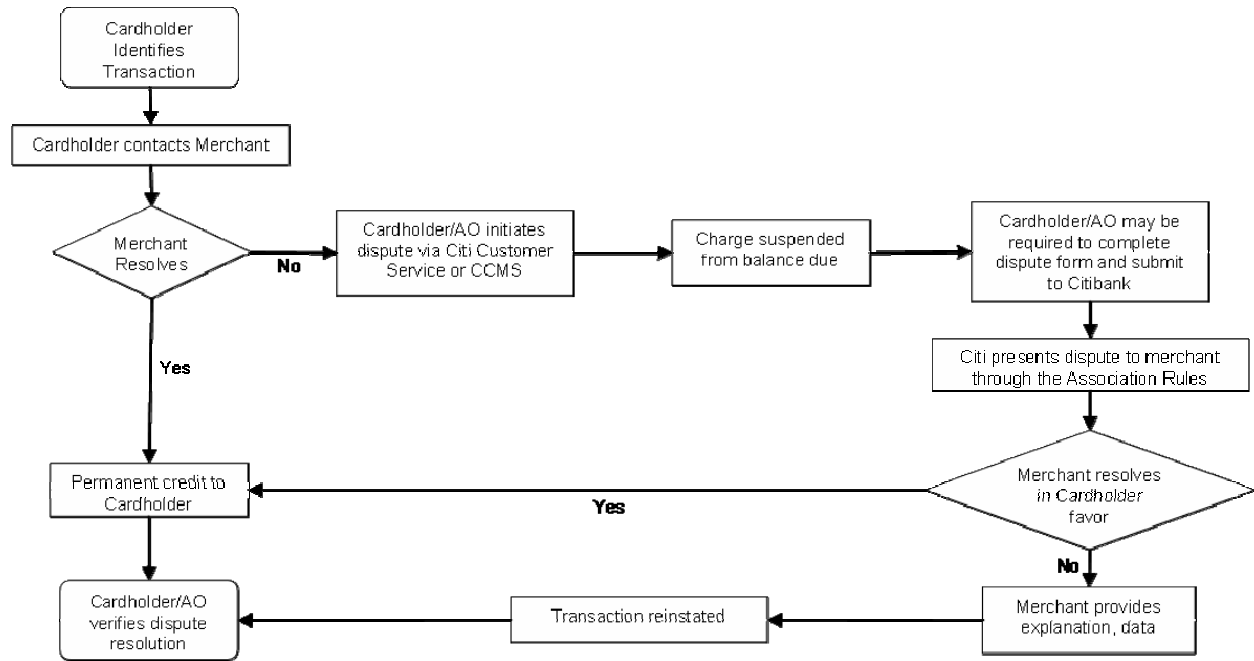 Cardholder
Identifies
Transaction
Cardholder contacts Merchant
Merchant
Resolves
No
Cardholder/AO initiates
dispute via Citi Customer
Service or CCMS
Charge suspended
from balance due
Cardholder/AO may be
required to complete
dispute form and submit
to Citibank
Citi presents dispute to merchant
through the Association Rules
Yes
Merchant resolves
in Cardholder
favor
Yes
Permanent credit to
Cardholder
No
Merchant provides
explanation, data
Transaction reinstated
Cardholder/AO
verifies dispute
resolution